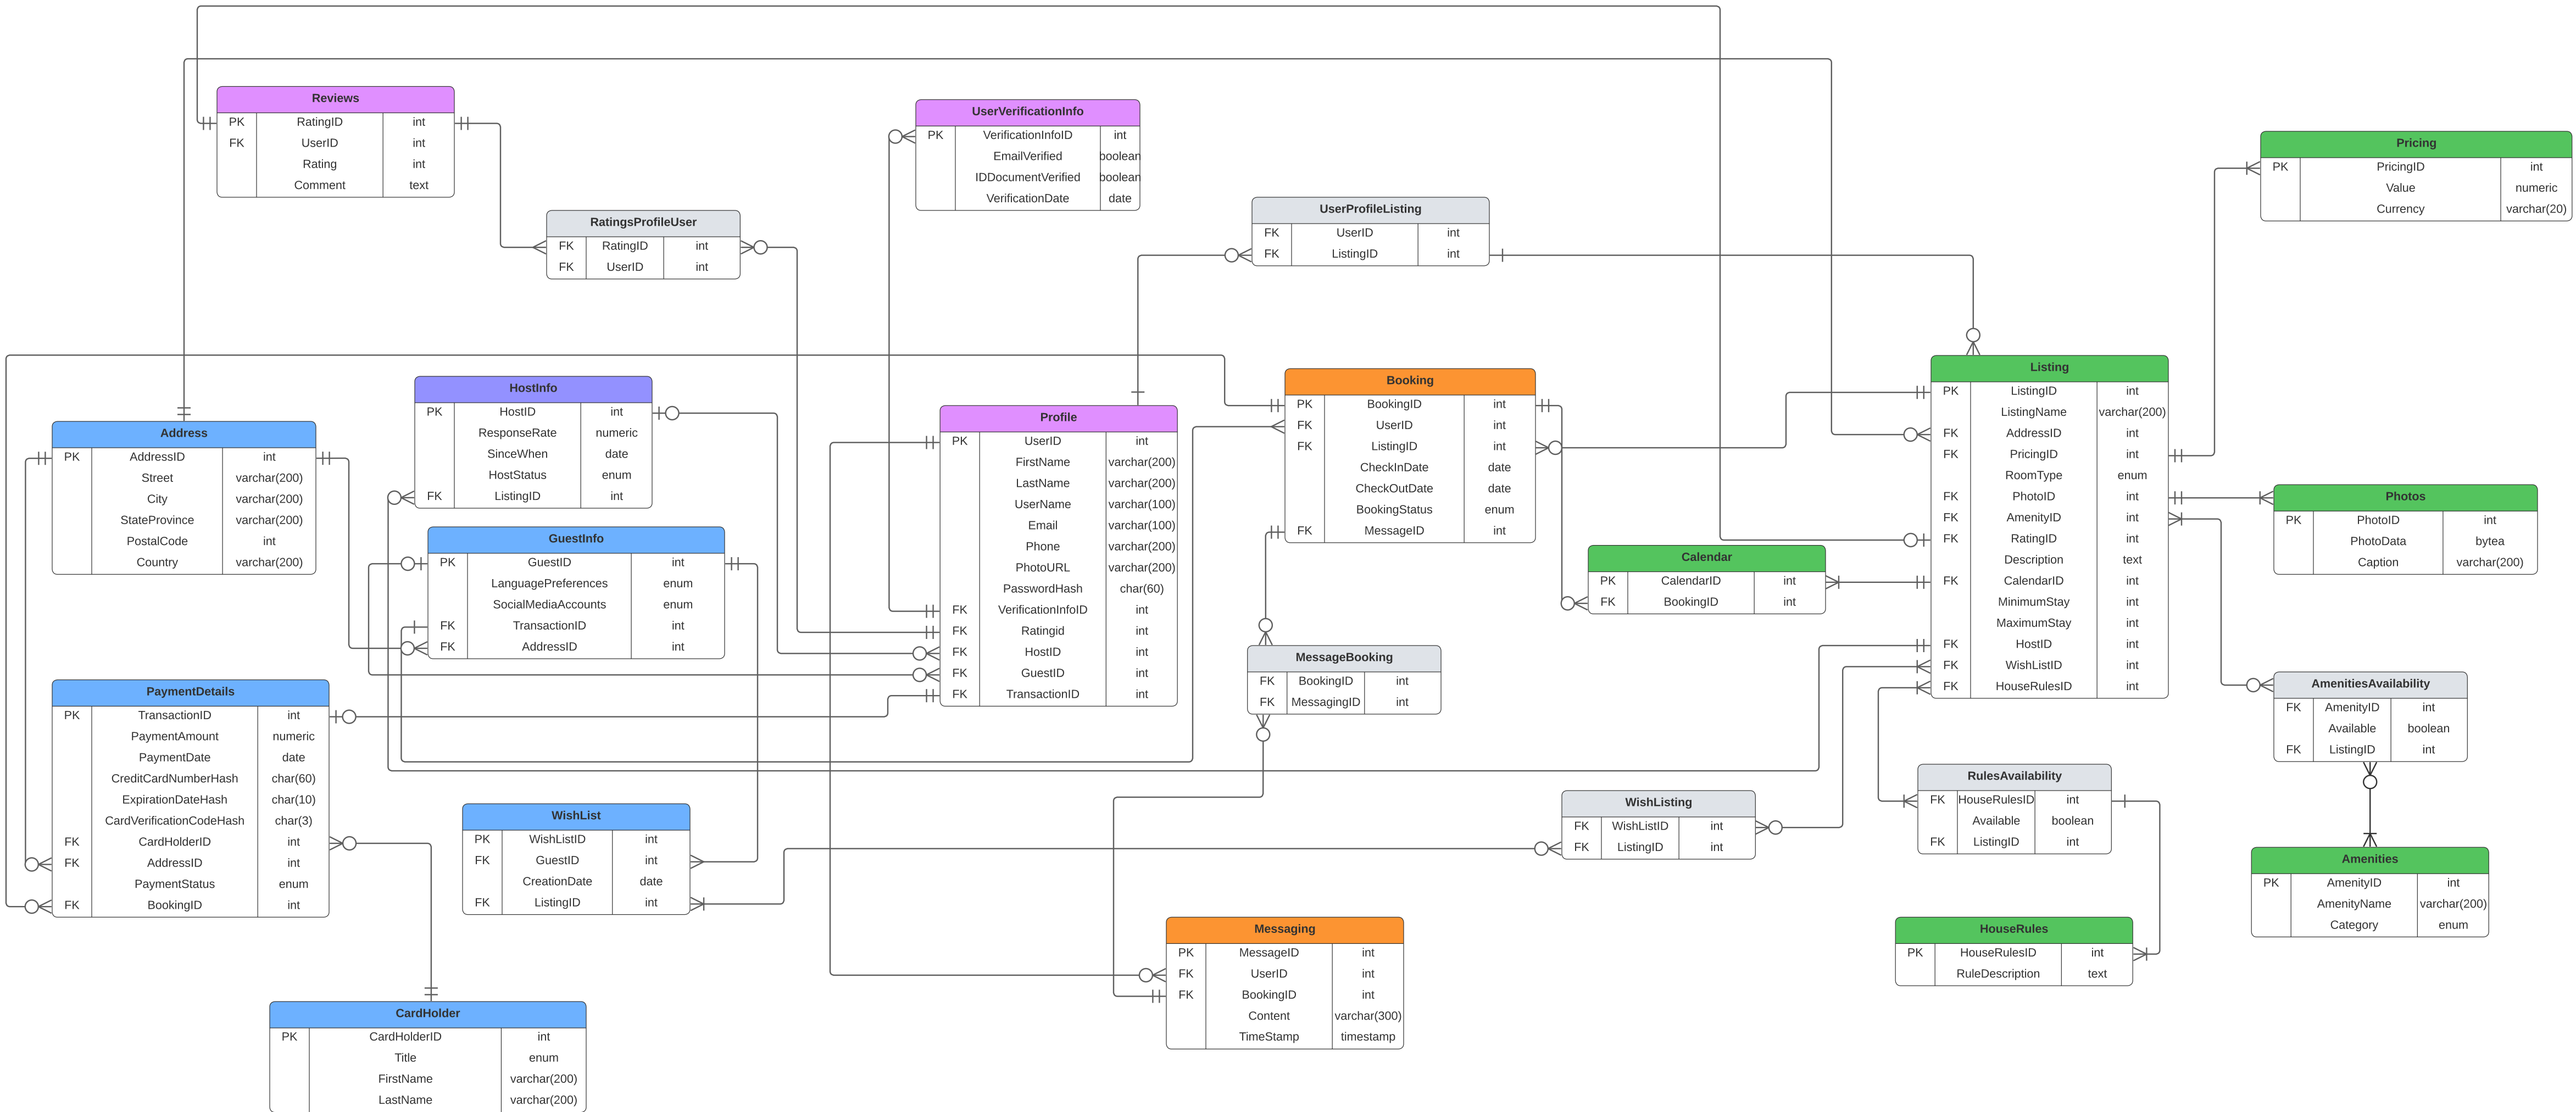 Reviews
PK RatingID int
FK UserID int
Rating int
Comment text
UserVerificationInfo
PK VerificationInfoID int
EmailVerified boolean
IDDocumentVerified boolean
VerificationDate date
Pricing
PK PricingID int
Value numeric
Currency varchar(20)
RatingsProfileUser
FK RatingID int
FK UserID int
UserProfileListing
FK UserID int
FK ListingID int
HostInfo
PK HostID int
ResponseRate numeric
SinceWhen date
HostStatus enum
FK ListingID int
Booking
PK BookingID int
FK UserID int
FK ListingID int
CheckInDate date
CheckOutDate date
BookingStatus enum
FK MessageID int
Listing
PK ListingID int
ListingName varchar(200)
FK AddressID int
FK PricingID int
RoomType enum
FK PhotoID int
FK AmenityID int
FK RatingID int
Description text
FK CalendarID int
MinimumStay int
MaximumStay int
FK HostID int
FK WishListID int
FK HouseRulesID int
Address
PK AddressID int
Street varchar(200)
City varchar(200)
StateProvince varchar(200)
PostalCode int
Country varchar(200)
Profile
PK UserID int
FirstName varchar(200)
LastName varchar(200)
UserName varchar(100)
Email varchar(100)
Phone varchar(200)
PhotoURL varchar(200)
PasswordHash char(60)
FK VerificationInfoID int
FK Ratingid int
FK HostID int
FK GuestID int
FK TransactionID int
Photos
PK PhotoID int
PhotoData bytea
Caption varchar(200)
GuestInfo
PK GuestID int
LanguagePreferences enum
SocialMediaAccounts enum
FK TransactionID int
FK AddressID int
Calendar
PK CalendarID int
FK BookingID int
MessageBooking
FK BookingID int
FK MessagingID int
AmenitiesAvailability
FK AmenityID int
Available boolean
FK ListingID int
PaymentDetails
PK TransactionID int
PaymentAmount numeric
PaymentDate date
CreditCardNumberHash char(60)
ExpirationDateHash char(10)
CardVerificationCodeHash char(3)
FK CardHolderID int
FK AddressID int
PaymentStatus enum
FK BookingID int
RulesAvailability
FK HouseRulesID int
Available boolean
FK ListingID int
WishListing
FK WishListID int
FK ListingID int
WishList
PK WishListID int
FK GuestID int
CreationDate date
FK ListingID int
Amenities
PK AmenityID int
AmenityName varchar(200)
Category enum
Messaging
PK MessageID int
FK UserID int
FK BookingID int
Content varchar(300)
TimeStamp timestamp
HouseRules
PK HouseRulesID int
RuleDescription text
CardHolder
PK CardHolderID int
Title enum
FirstName varchar(200)
LastName varchar(200)